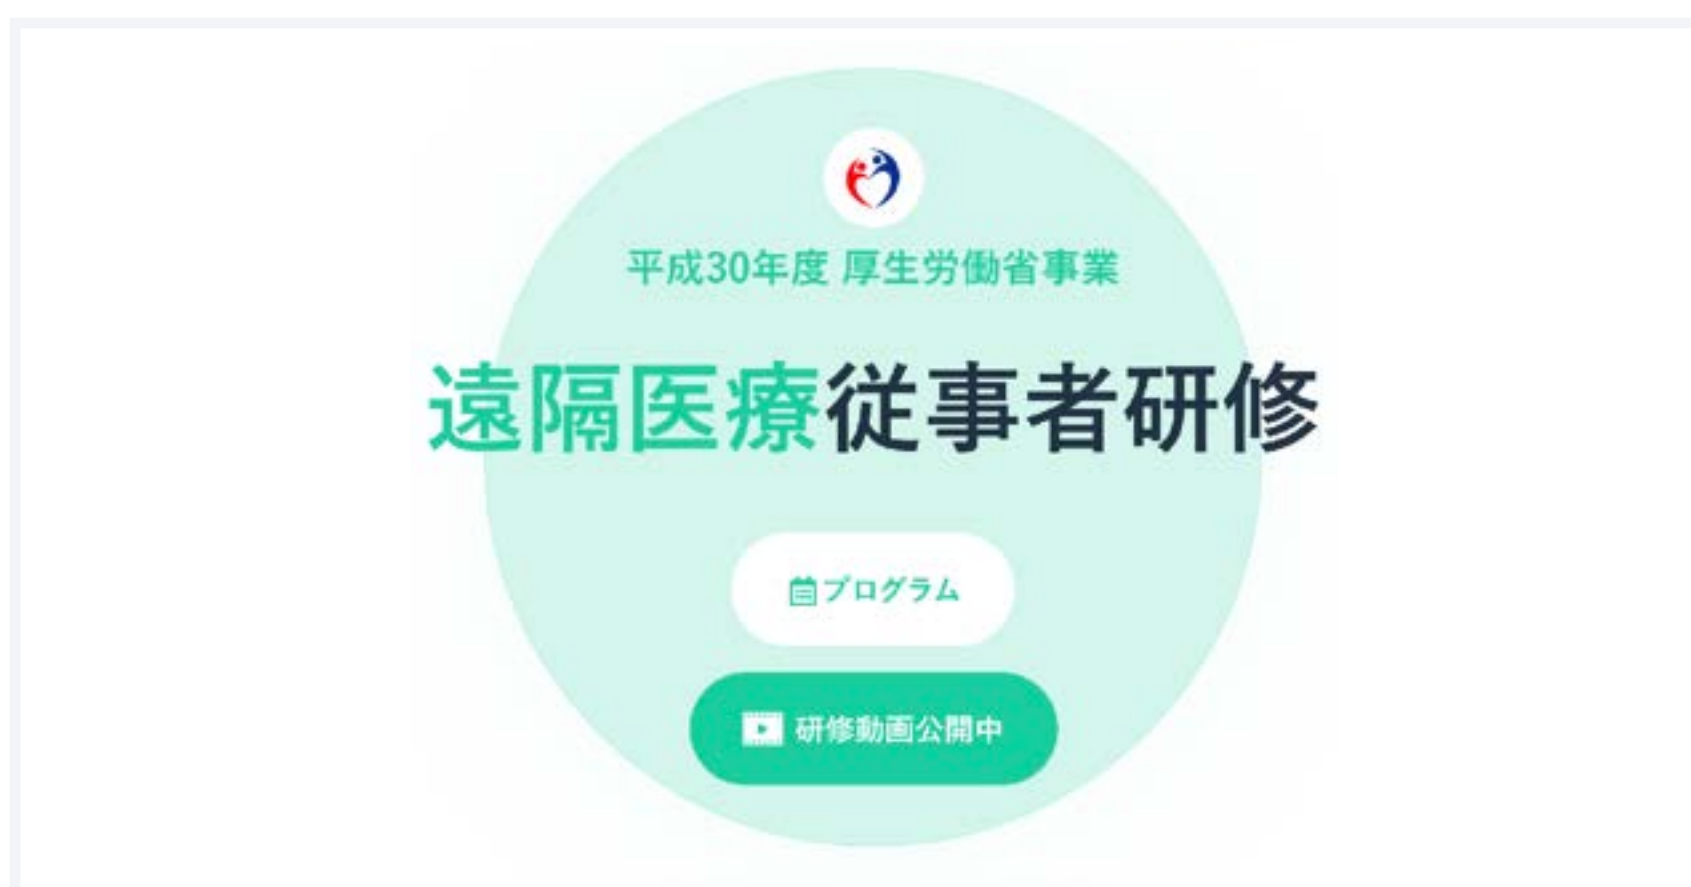 平成30年度 厚生労働省事業
遠隔医療従事者研修
プログラム
研修動画公開中